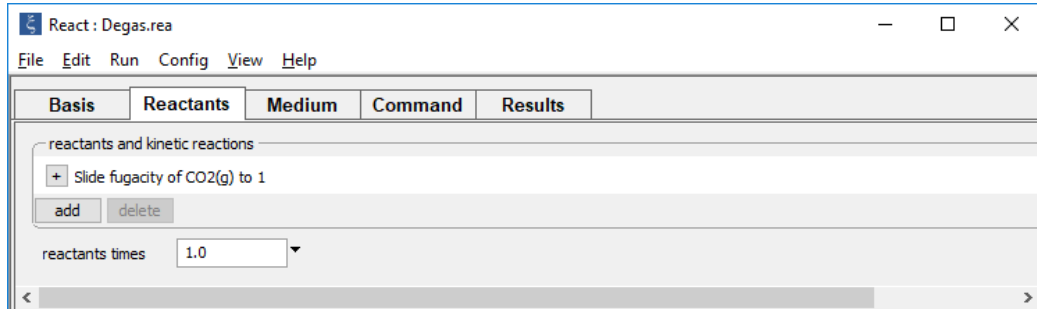 React : Degas.rea
File Edit Run Config View Help
Basis Reactants Medium Command Results
reactants and kinetic reactions
+ Slide fugacity of CO2(g) to 1
add delete
reactants times 1.0